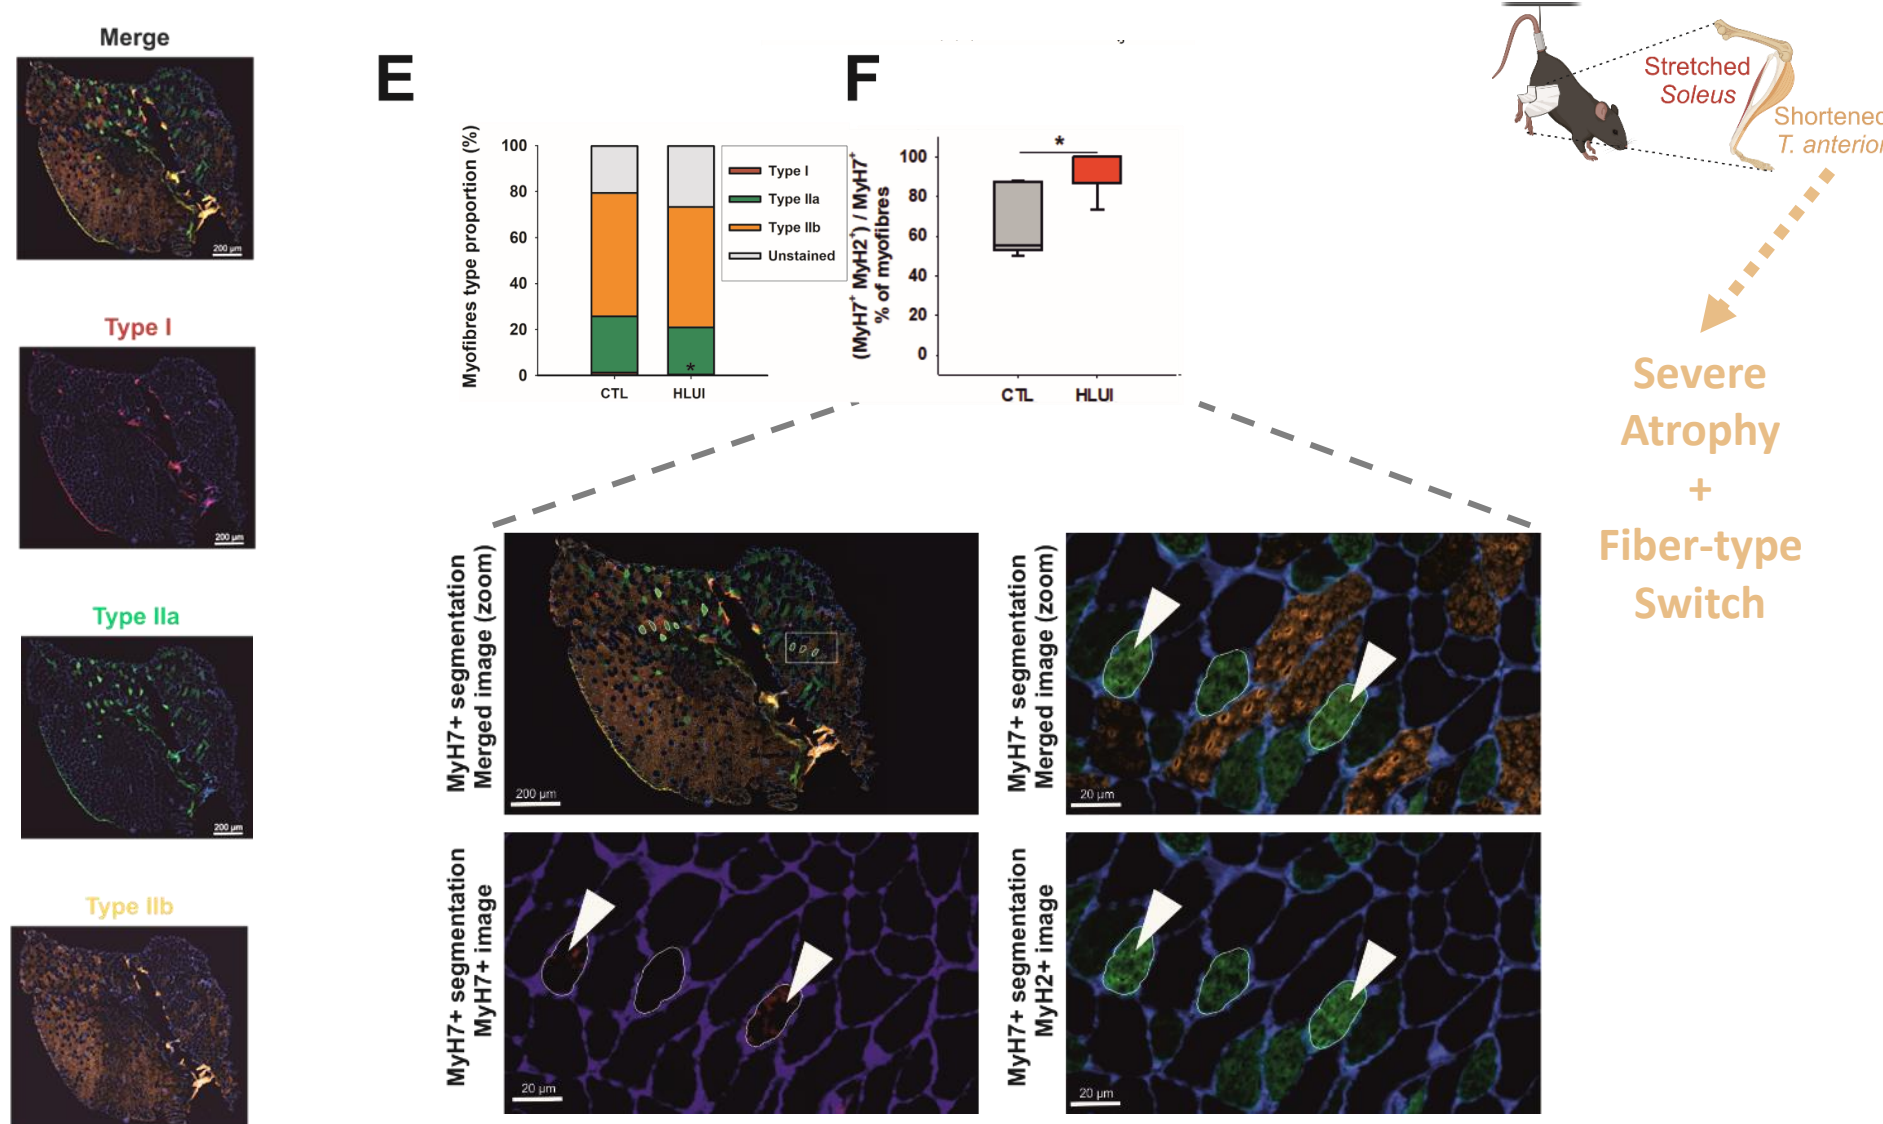 Merge
200 µm
Type I
200 µm
Type IIa
200 µm
Type IIb
E
Myofibres type proportion (%)
100
80
60
40
20
0
CTL
HLUI
*
Type I
Type IIa
Type IIb
Unstained
F
(MyH7⁺ MyH2⁺) / MyH7⁺
% of myofibres
100
80
60
40
20
0
*
CTL
HLUI
Stretched
Soleus
Shortened
T. anterior
Severe
Atrophy
+
Fiber-type
Switch
MyH7+ segmentation
Merged image (zoom)
200 µm
MyH7+ segmentation
Merged image (zoom)
20 µm
MyH7+ segmentation
MyH7+ image
20 µm
MyH7+ segmentation
MyH2+ image
20 µm